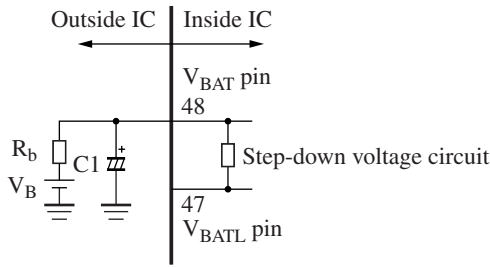 Outside IC
Inside IC
V_BAT pin
48
R_b
V_B
C1
+
Step-down voltage circuit
47
V_BATL pin